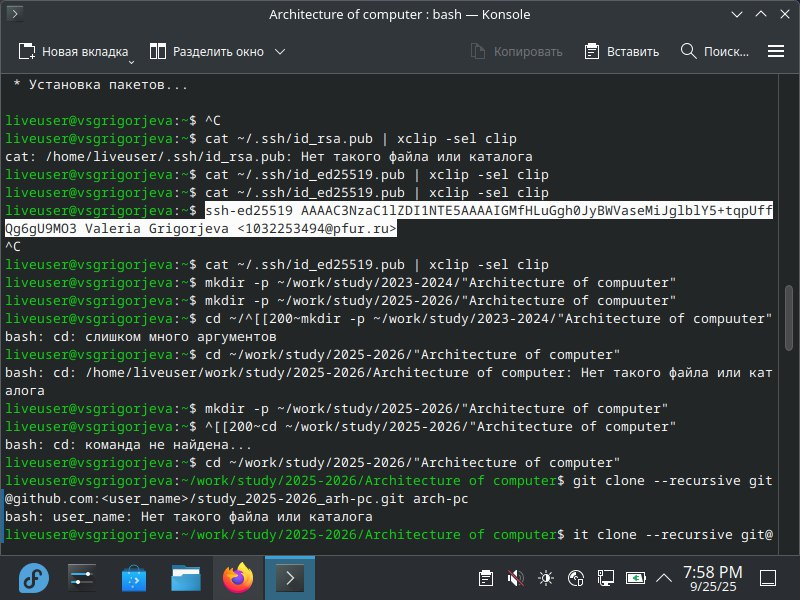 Architecture of computer : bash — Konsole
Новая вкладка
Разделить окно
Копировать
Вставить
Поиск...
* Установка пакетов...
liveuser@vsgrigorjeva:~$ ^C
liveuser@vsgrigorjeva:~$ cat ~/.ssh/id_rsa.pub | xclip -sel clip
cat: /home/liveuser/.ssh/id_rsa.pub: Нет такого файла или каталога
liveuser@vsgrigorjeva:~$ cat ~/.ssh/id_ed25519.pub | xclip -sel clip
liveuser@vsgrigorjeva:~$ cat ~/.ssh/id_ed25519.pub | xclip -sel clip
liveuser@vsgrigorjeva:~$ ssh-ed25519 AAAAC3NzaC1lZDI1NTE5AAAAIGMfHLuGgh0JyBWVaseMiJglblY5+tqpUff
Qg6gU9MO3 Valeria Grigorjeva <1032253494@pfur.ru>
^C
liveuser@vsgrigorjeva:~$ cat ~/.ssh/id_ed25519.pub | xclip -sel clip
liveuser@vsgrigorjeva:~$ mkdir -p ~/work/study/2023-2024/"Architecture of compuuter"
liveuser@vsgrigorjeva:~$ mkdir -p ~/work/study/2025-2026/"Architecture of compuuter"
liveuser@vsgrigorjeva:~$ cd ~/^[[200~mkdir -p ~/work/study/2023-2024/"Architecture of compuuter"
bash: cd: слишком много аргументов
liveuser@vsgrigorjeva:~$ cd ~/work/study/2025-2026/"Architecture of computer"
bash: cd: /home/liveuser/work/study/2025-2026/Architecture of computer: Нет такого файла или кат
алога
liveuser@vsgrigorjeva:~$ mkdir -p ~/work/study/2025-2026/"Architecture of computer"
liveuser@vsgrigorjeva:~$ ^[[200~cd ~/work/study/2025-2026/"Architecture of computer"
bash: cd: команда не найдена...
liveuser@vsgrigorjeva:~$ cd ~/work/study/2025-2026/"Architecture of computer"
liveuser@vsgrigorjeva:~/work/study/2025-2026/Architecture of computer$ git clone --recursive git
@github.com:<user_name>/study_2025-2026_arh-pc.git arch-pc
bash: user_name: Нет такого файла или каталога
liveuser@vsgrigorjeva:~/work/study/2025-2026/Architecture of computer$ it clone --recursive git@
7:58 PM
9/25/25